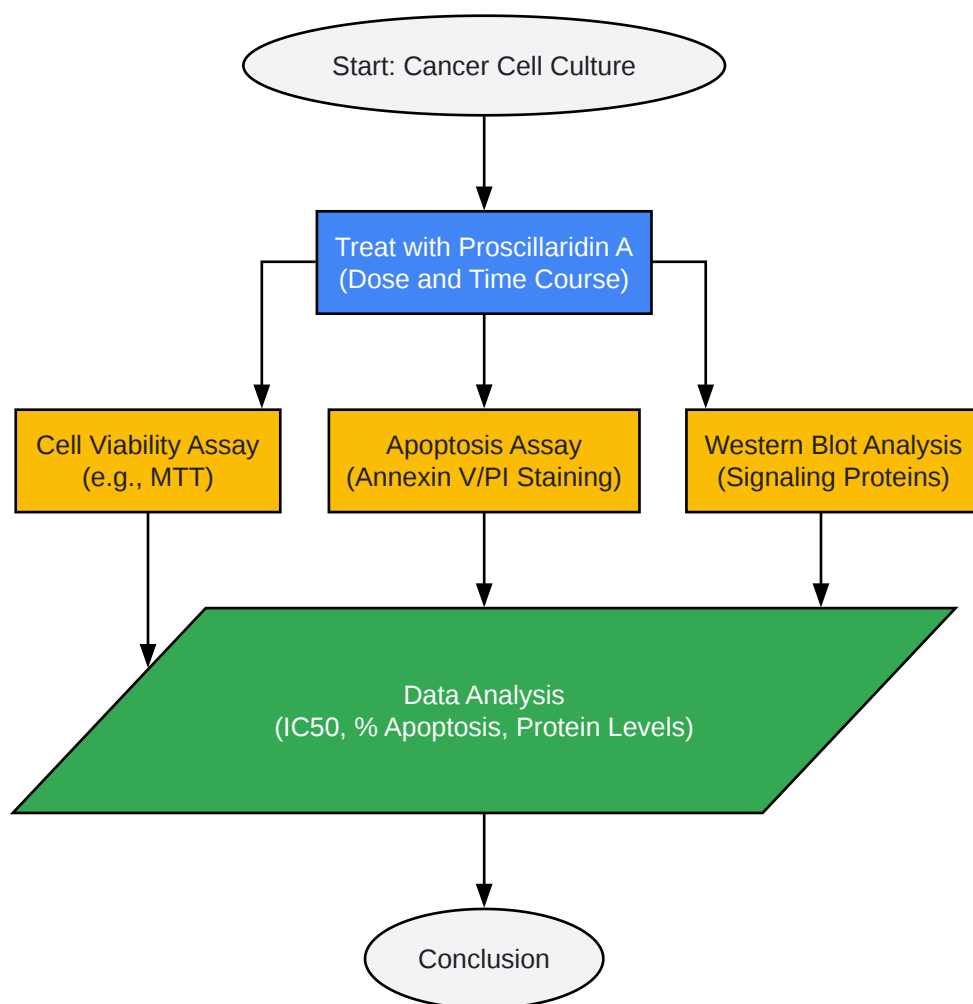 Start: Cancer Cell Culture
Treat with Proscillaridin A
(Dose and Time Course)
Cell Viability Assay
(e.g., MTT)
Apoptosis Assay
(Annexin V/PI Staining)
Western Blot Analysis
(Signaling Proteins)
Data Analysis
(IC50, % Apoptosis, Protein Levels)
Conclusion